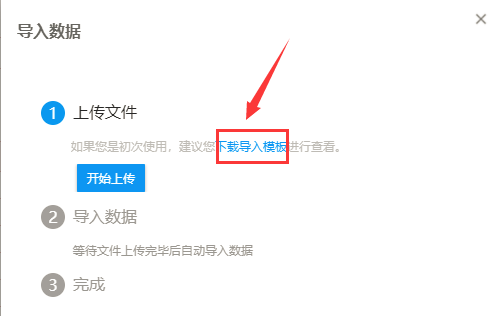 导入数据
×
1 上传文件
如果您是初次使用，建议您下载导入模板进行查看。
开始上传
2 导入数据
等待文件上传完毕后自动导入数据
3 完成